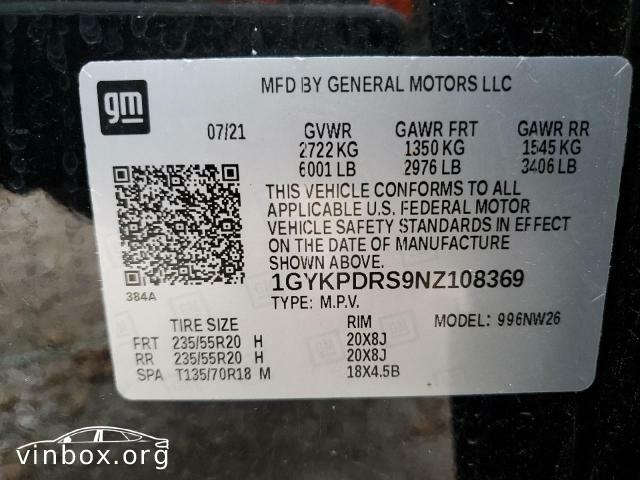 gm
MFD BY GENERAL MOTORS LLC
07/21 GVWR GAWR FRT GAWR RR
2722 KG 1350 KG 1545 KG
6001 LB 2976 LB 3406 LB
THIS VEHICLE CONFORMS TO ALL
APPLICABLE U.S. FEDERAL MOTOR
VEHICLE SAFETY STANDARDS IN EFFECT
ON THE DATE OF MANUFACTURE
SHOWN ABOVE.
384A
1GYKPDRS9NZ108369
TYPE: M.P.V.
TIRE SIZE RIM MODEL: 996NW26
FRT 235/55R20 H 20X8J
RR 235/55R20 H 20X8J
SPA T135/70R18 M 18X4.5B
vinbox.org